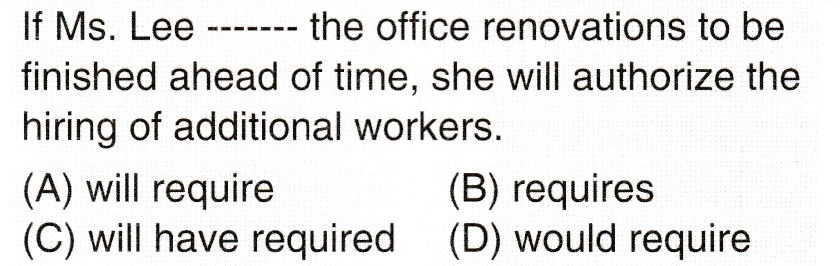 If Ms. Lee ------- the office renovations to be
finished ahead of time, she will authorize the
hiring of additional workers.
(A) will require (B) requires
(C) will have required (D) would require